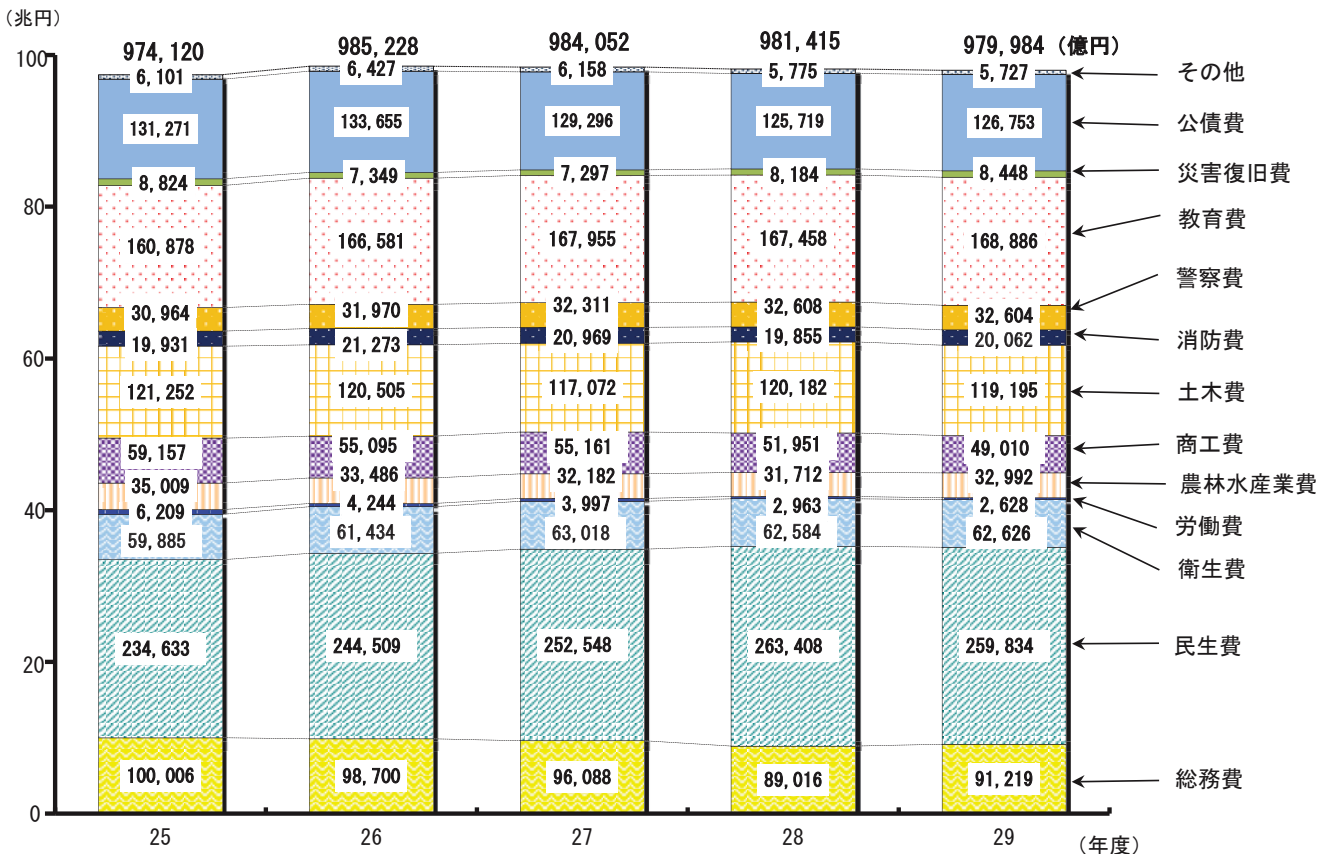 (兆円)
974,120 985,228 984,052 981,415 979,984 (億円)
100
6,101 6,427 6,158 5,775 5,727 その他
131,271 133,655 129,296 125,719 126,753 公債費
8,824 7,349 7,297 8,184 8,448 災害復旧費
80
160,878 166,581 167,955 167,458 168,886 教育費
30,964 31,970 32,311 32,608 32,604 警察費
19,931 21,273 20,969 19,855 20,062 消防費
60
121,252 120,505 117,072 120,182 119,195 土木費
59,157 55,095 55,161 51,951 49,010 商工費
35,009 33,486 32,182 31,712 32,992 農林水産業費
40
6,209 4,244 3,997 2,963 2,628 労働費
59,885 61,434 63,018 62,584 62,626 衛生費
234,633 244,509 252,548 263,408 259,834 民生費
20
100,006 98,700 96,088 89,016 91,219 総務費
0
25 26 27 28 29 (年度)